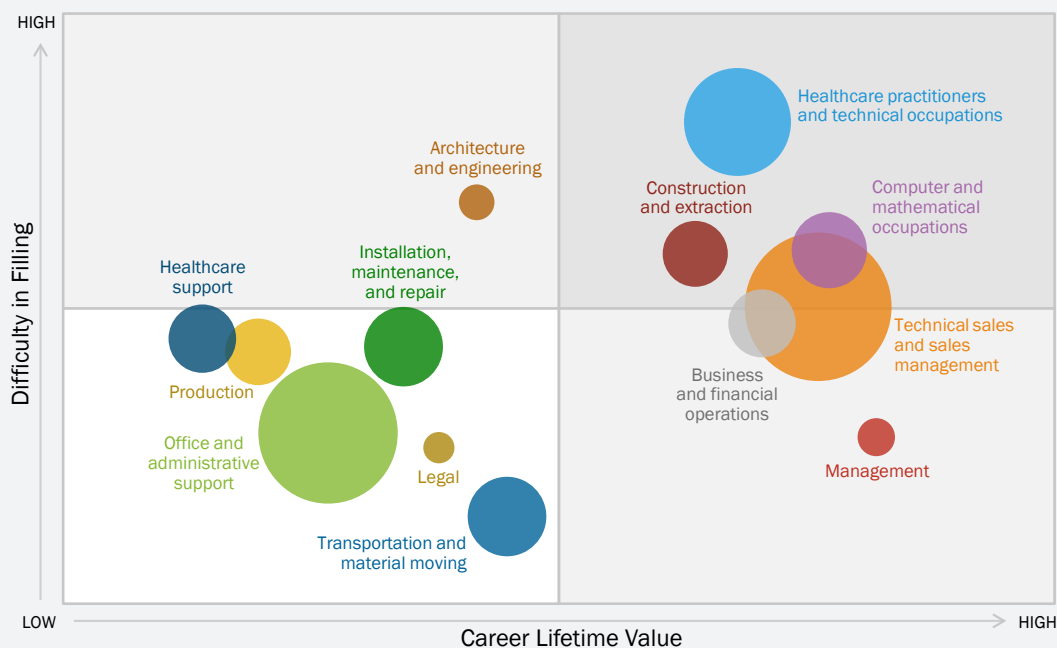 HIGH
Difficulty in Filling
Healthcare practitioners
and technical occupations
Architecture
and engineering
Construction
and extraction
Computer and
mathematical
occupations
Healthcare
support
Installation,
maintenance,
and repair
Technical sales
and sales
management
Production
Business
and financial
operations
Office and
administrative
support
Legal
Management
Transportation and
material moving
LOW
HIGH
Career Lifetime Value